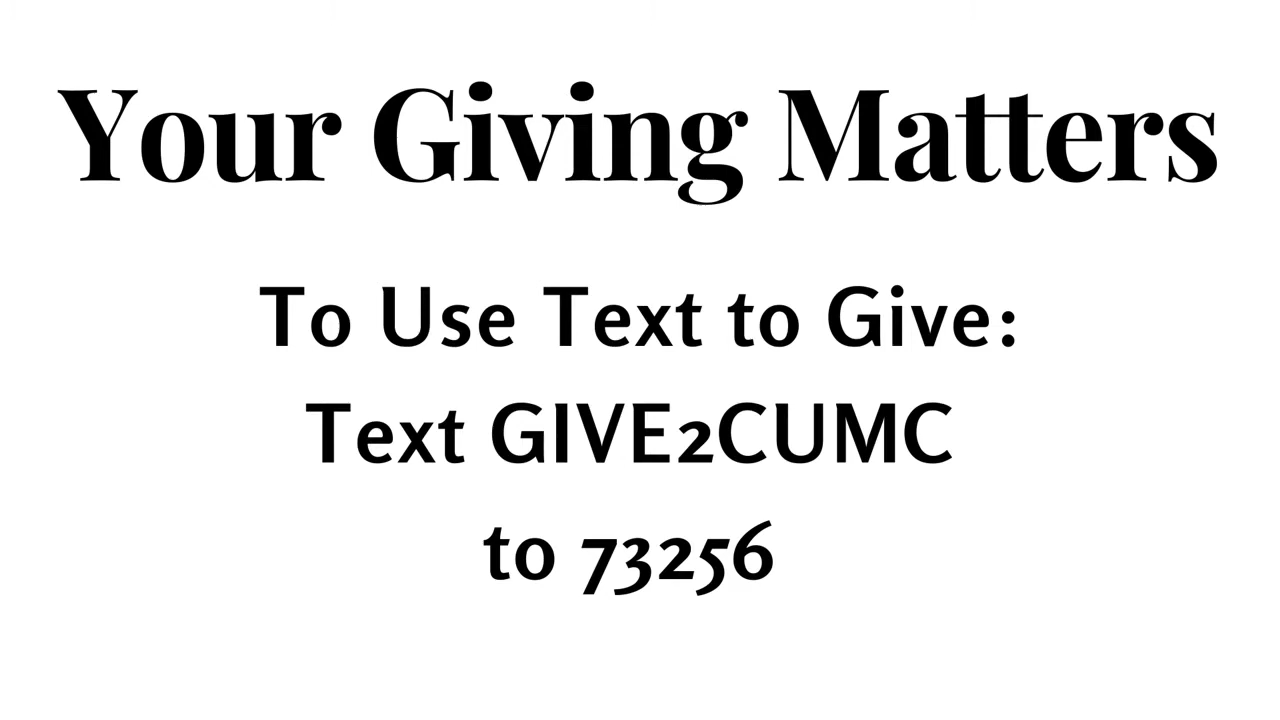 Your Giving Matters
To Use Text to Give:
Text GIVE2CUMC
to 73256